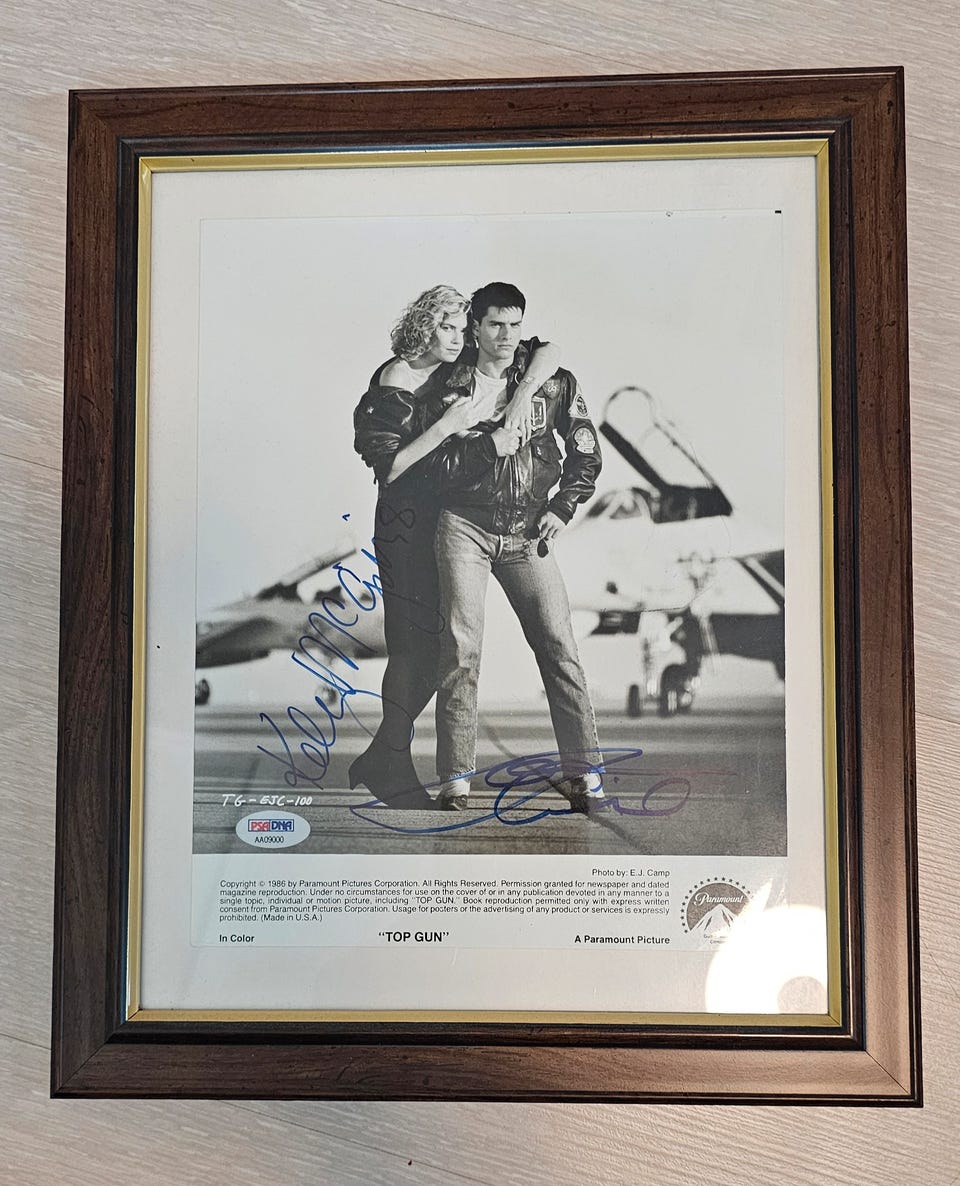 Kelly McGillis
TG-EJC-100
PSA DNA
AA09000
Photo by: E.J. Camp
Copyright © 1986 by Paramount Pictures Corporation. All Rights Reserved. Permission granted for newspaper and dated
magazine reproduction. Under no circumstances for use on the cover of or in any publication devoted in any manner to a
single topic, individual or motion picture, including "TOP GUN." Book reproduction permitted only with express written
consent from Paramount Pictures Corporation. Usage for posters or the advertising of any product or services is expressly
prohibited. (Made in U.S.A.)
Paramount
In Color
"TOP GUN"
A Paramount Picture